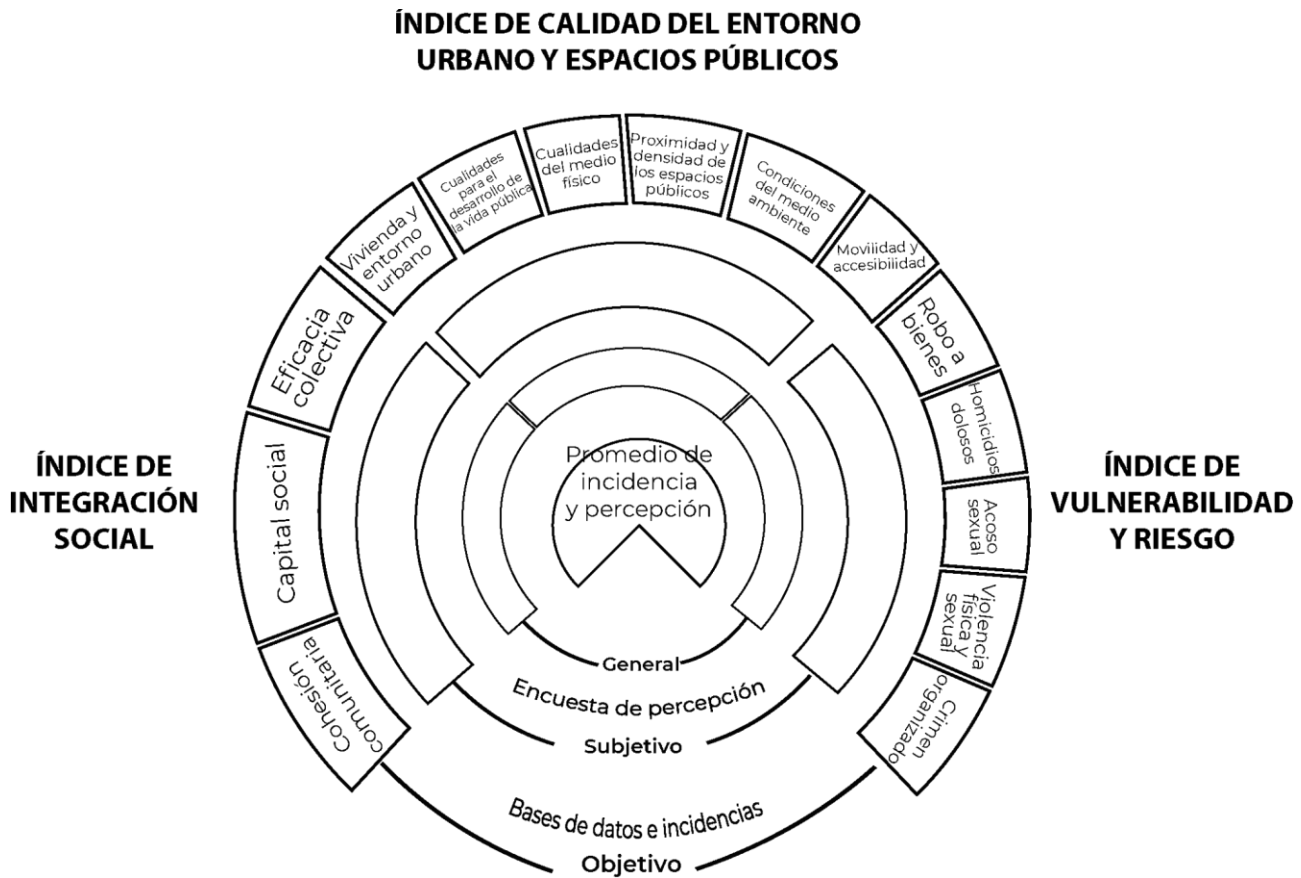 ÍNDICE DE CALIDAD DEL ENTORNO
URBANO Y ESPACIOS PÚBLICOS
Cualidades
para el
desarrollo de
la vida pública
Cualidades
del medio
físico
Proximidad y
densidad de
los espacios
públicos
Condiciones
del medio
ambiente
Vivienda y
entorno
urbano
Movilidad y
accesibilidad
Eficacia
colectiva
Robo a
bienes
Homicidios
dolosos
ÍNDICE DE
INTEGRACIÓN
SOCIAL
Capital social
Promedio de
incidencia
y percepción
Acoso
sexual
ÍNDICE DE
VULNERABILIDAD
Y RIESGO
Cohesión
comunitaria
Violencia
física y
sexual
Crimen
organizado
General
Encuesta de percepción
Subjetivo
Bases de datos e incidencias
Objetivo